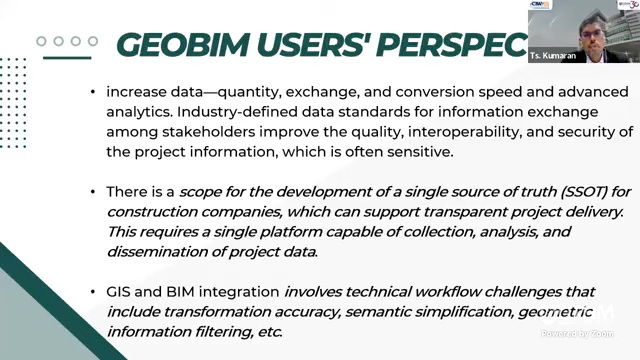 GEOBIM USERS' PERSPEC
Ts. Kumaran
increase data—quantity, exchange, and conversion speed and advanced
analytics. Industry-defined data standards for information exchange
among stakeholders improve the quality, interoperability, and security of
the project information, which is often sensitive.
There is a scope for the development of a single source of truth (SSOT) for
construction companies, which can support transparent project delivery.
This requires a single platform capable of collection, analysis, and
dissemination of project data.
GIS and BIM integration involves technical workflow challenges that
include transformation accuracy, semantic simplification, geometric
information filtering, etc.
Powered by Zoom